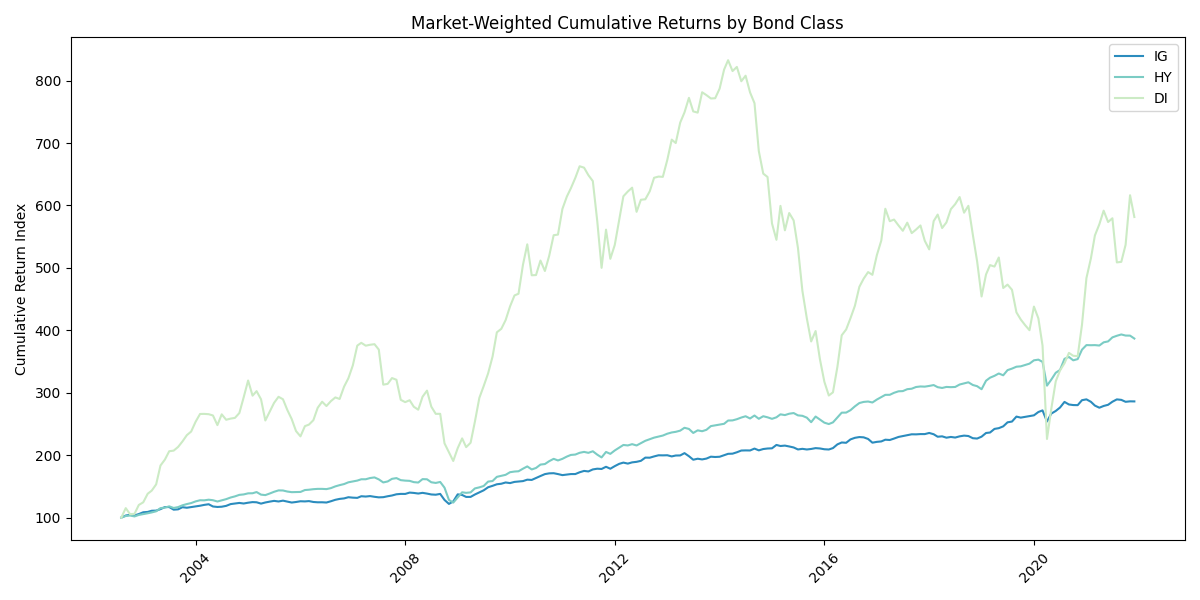 Market-Weighted Cumulative Returns by Bond Class
IG
HY
DI
Cumulative Return Index
800
700
600
500
400
300
200
100
2004
2008
2012
2016
2020